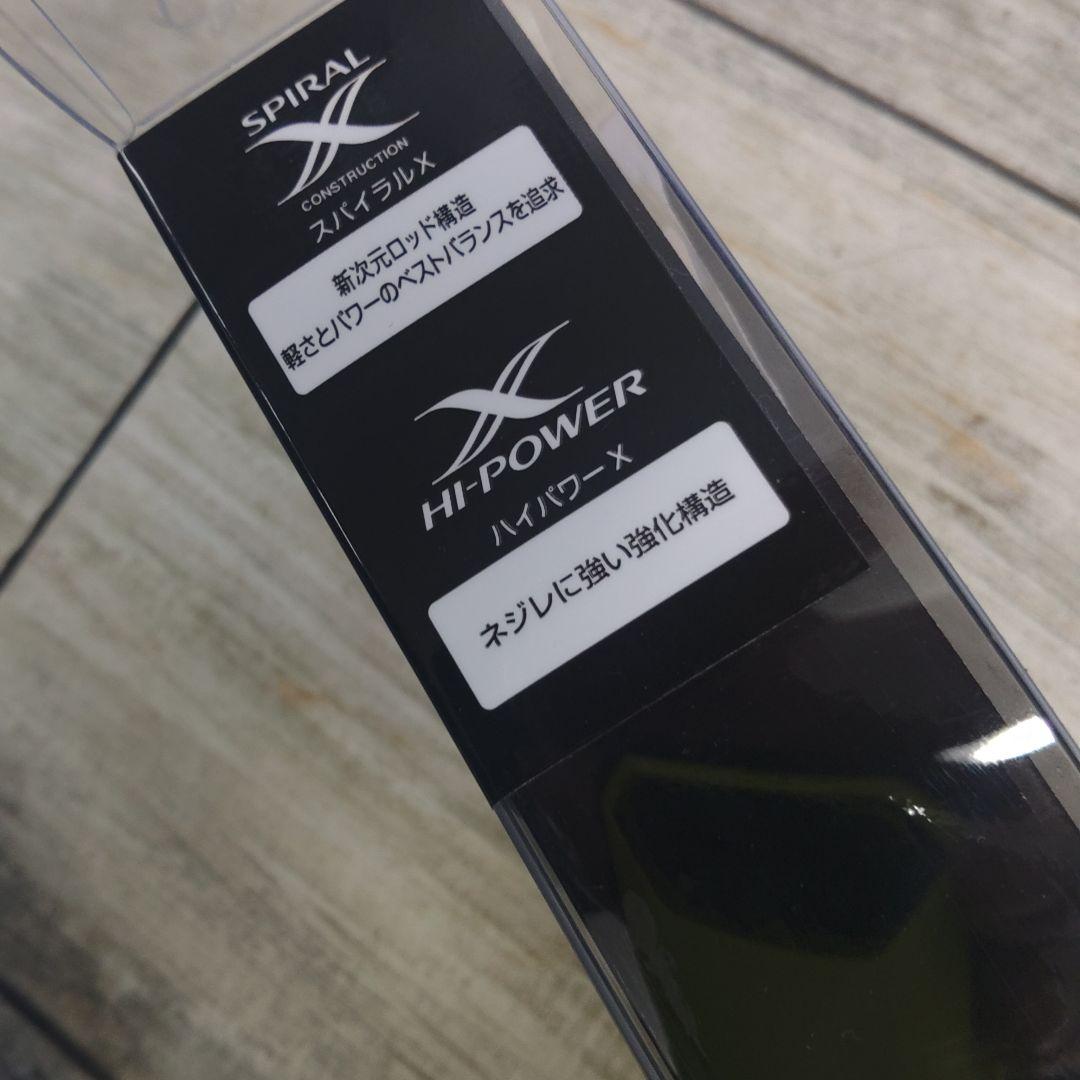 SPIRAL
X
CONSTRUCTION
スパイラルX
新次元ロッド構造
軽さとパワーのベストバランスを追求
X
HI-POWER
ハイパワーX
ネジレに強い強化構造